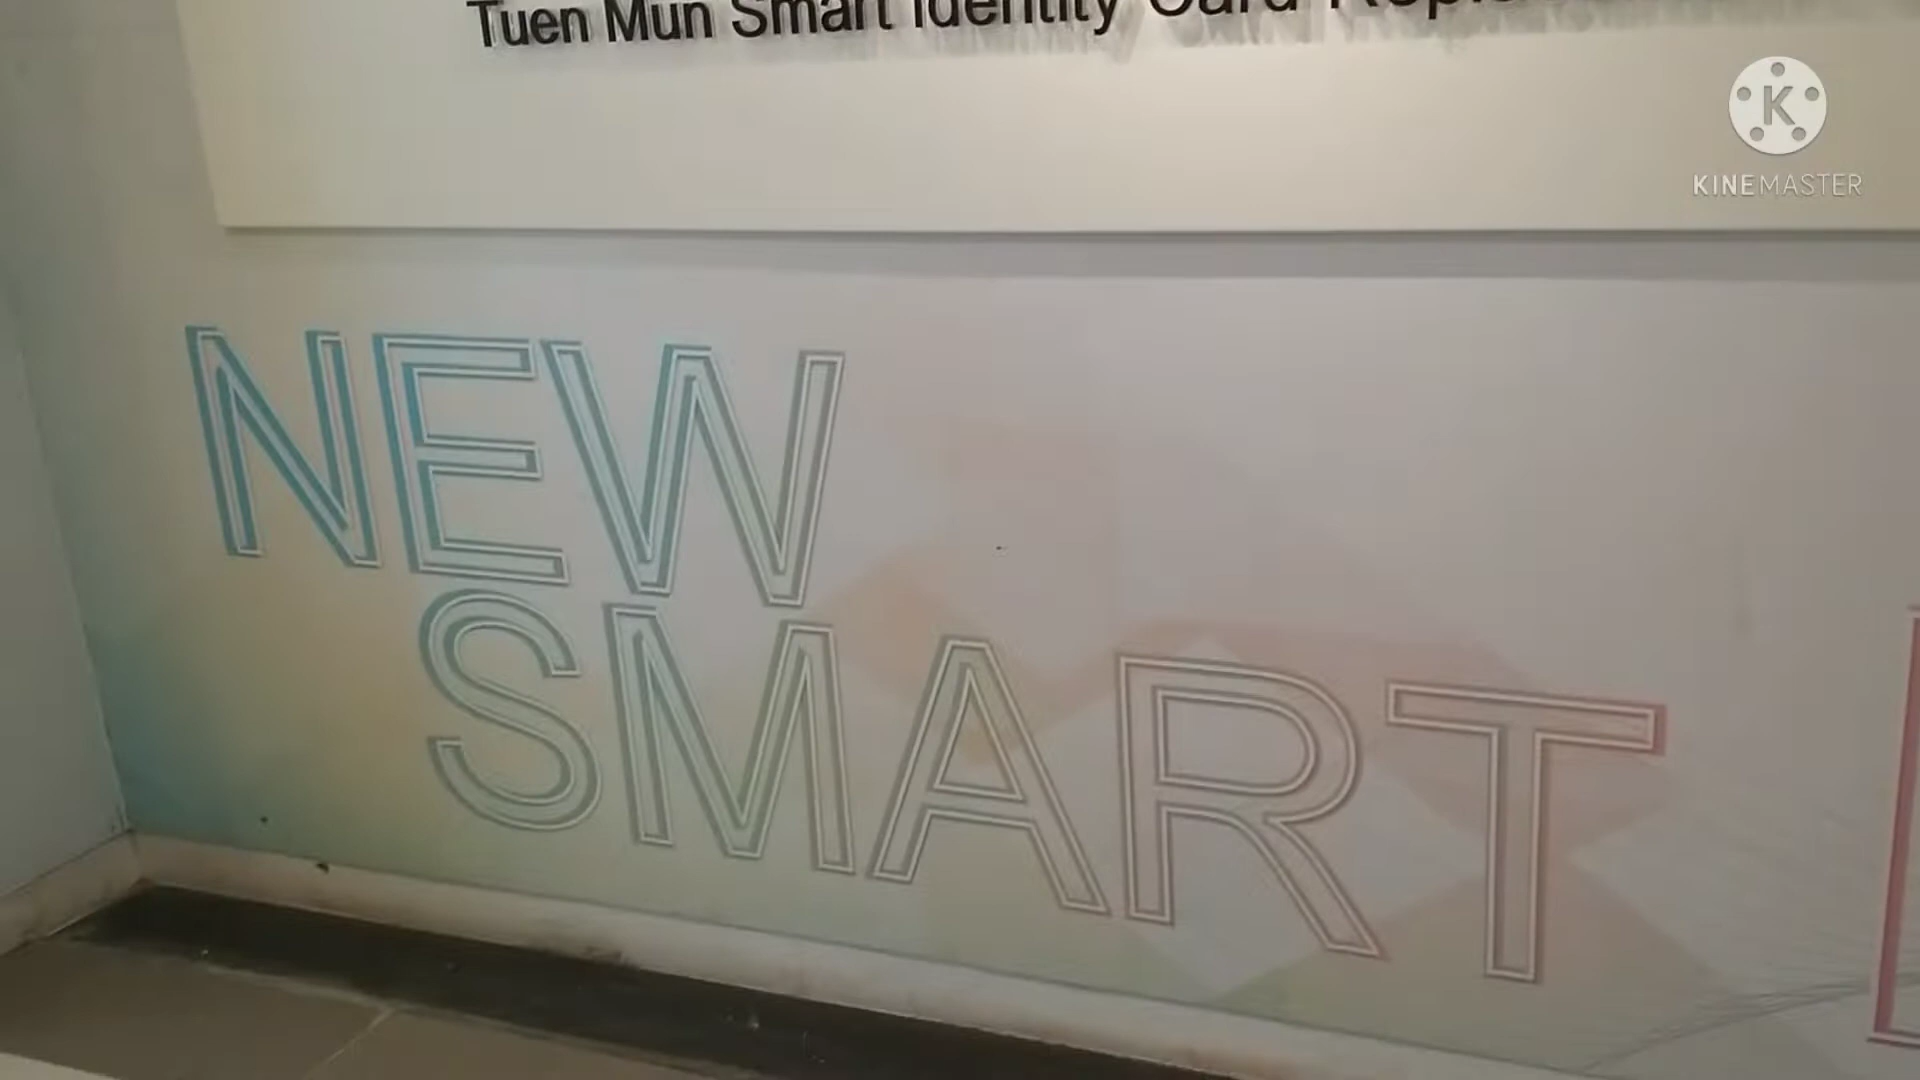 Tuen Mun Smart Identity Card
K
KINEMASTER
NEW
SMART